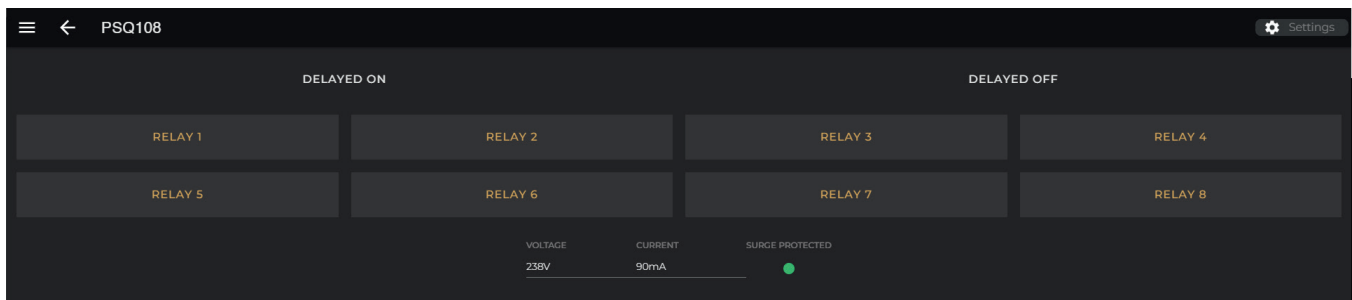 PSQ108
Settings
DELAYED ON
DELAYED OFF
RELAY 1
RELAY 2
RELAY 3
RELAY 4
RELAY 5
RELAY 6
RELAY 7
RELAY 8
VOLTAGE
CURRENT
SURGE PROTECTED
238V
90mA